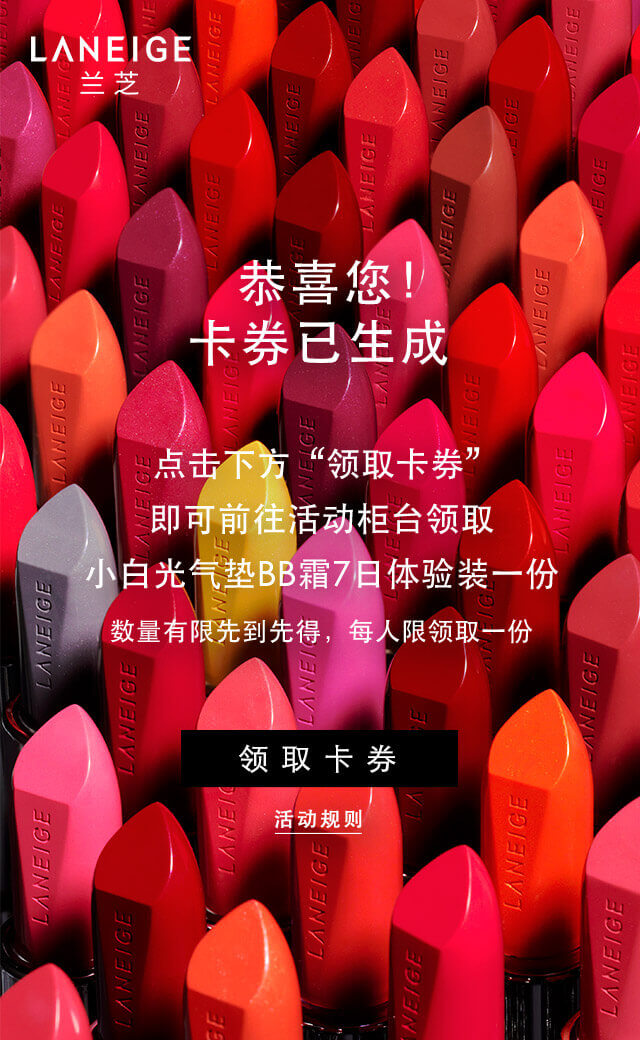 LANEIGE
兰芝
恭喜您！
卡券已生成
点击下方“领取卡券”
即可前往活动柜台领取
小白光气垫BB霜7日体验装一份
数量有限先到先得，每人限领取一份
领取卡券
活动规则